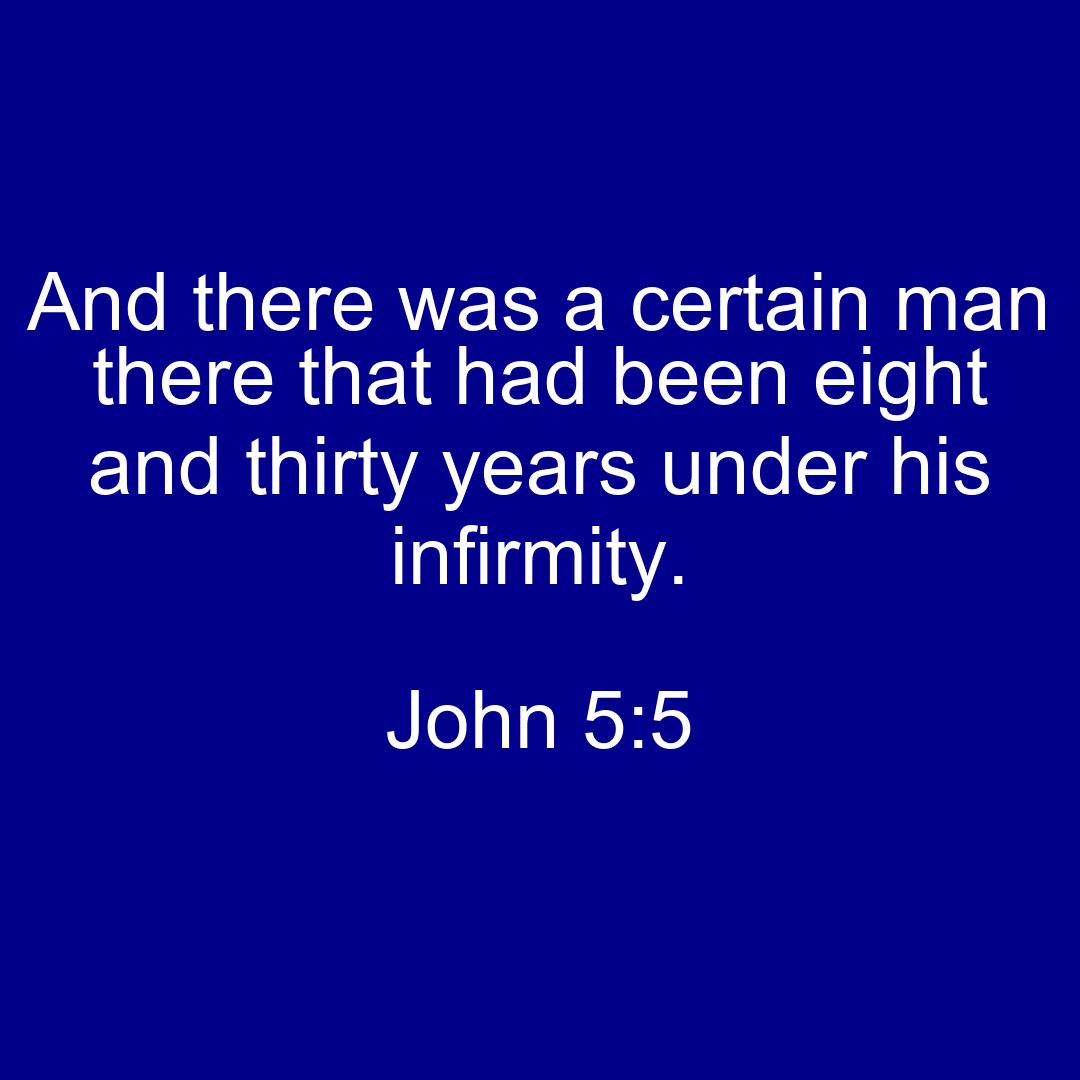 And there was a certain man
there that had been eight
and thirty years under his
infirmity.
John 5:5